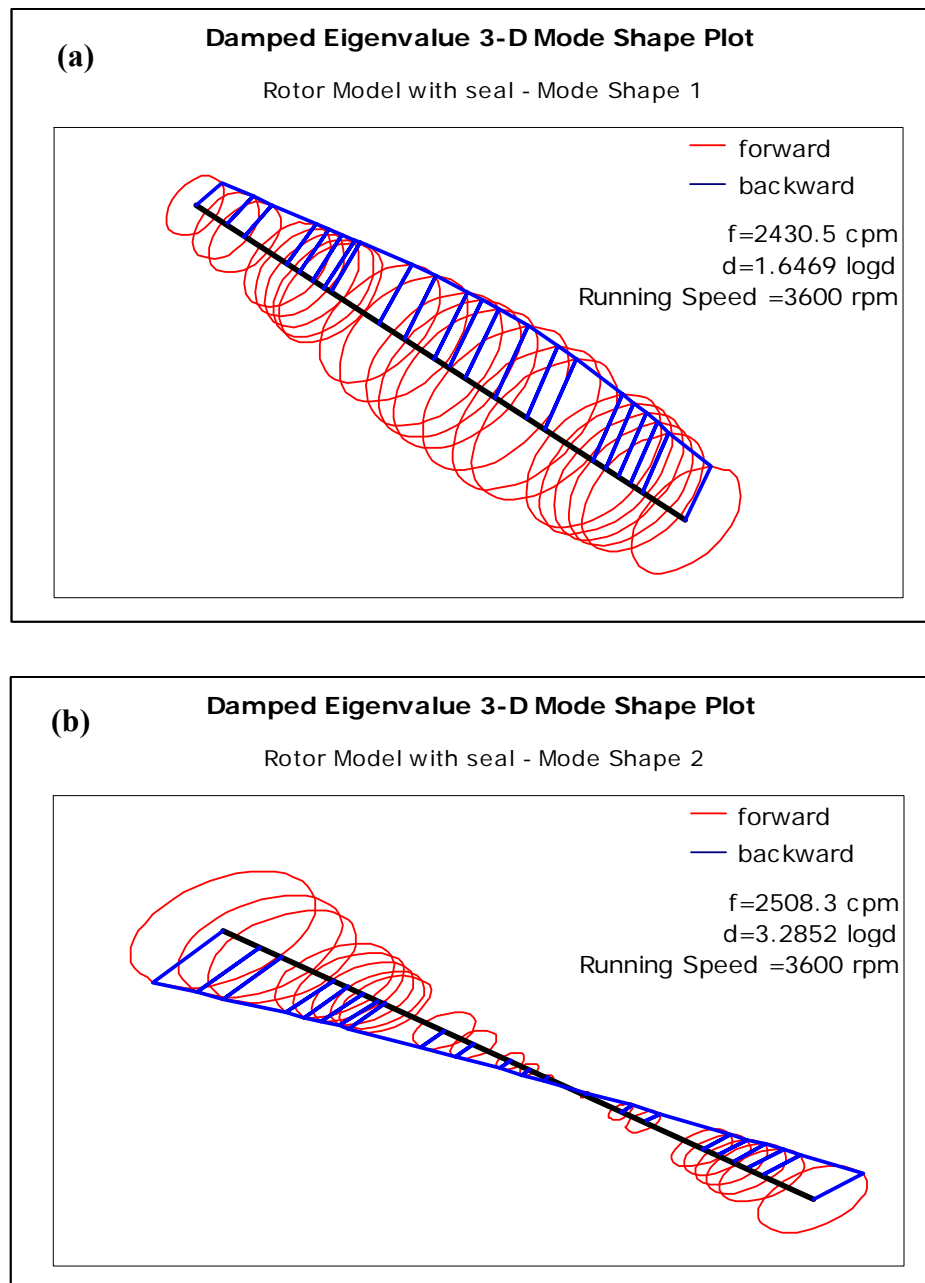 (a)
Damped Eigenvalue 3-D Mode Shape Plot
Rotor Model with seal - Mode Shape 1
forward
backward
f=2430.5 cpm
d=1.6469 logd
Running Speed =3600 rpm
(b)
Damped Eigenvalue 3-D Mode Shape Plot
Rotor Model with seal - Mode Shape 2
forward
backward
f=2508.3 cpm
d=3.2852 logd
Running Speed =3600 rpm